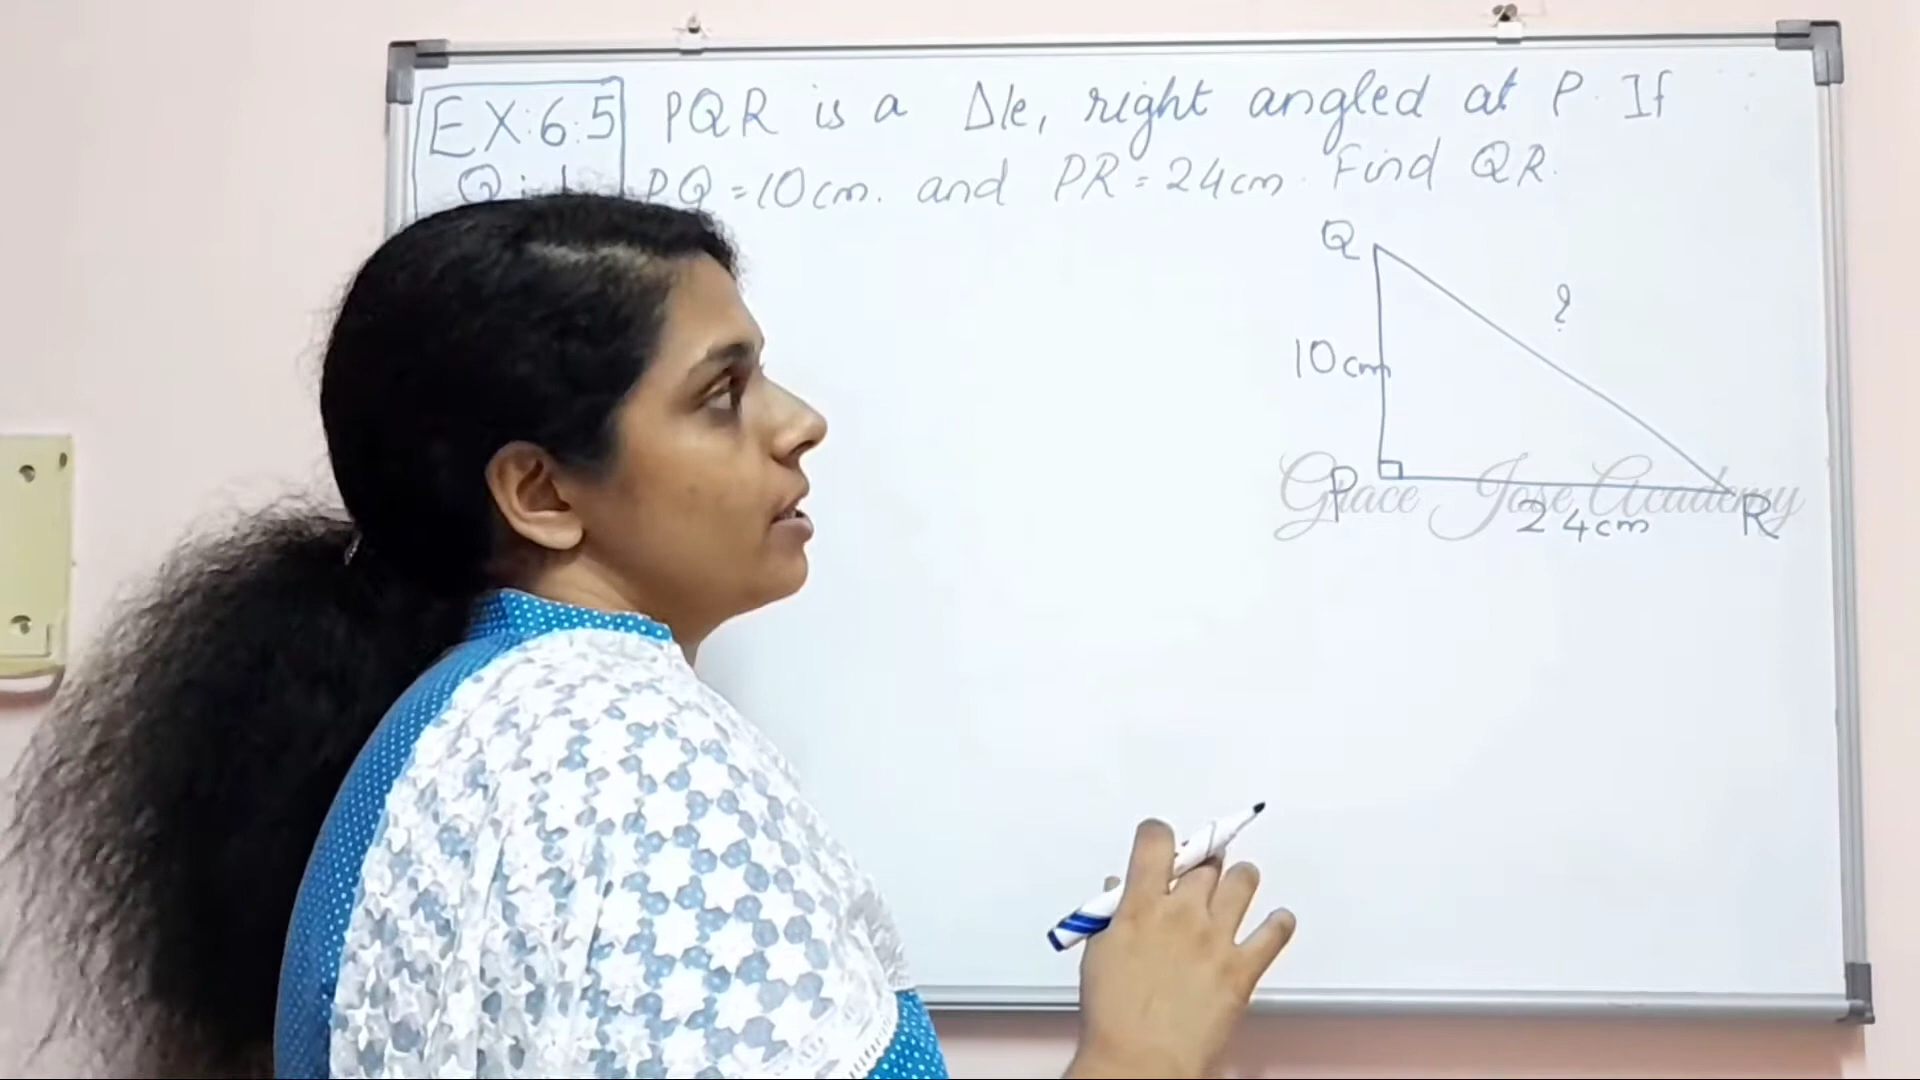 EX:6.5 PQR is a Δle, right angled at P. If
PQ = 10cm. and PR = 24cm. Find QR.
Q
?
10cm
P
24cm
R
Grace Jose Academy